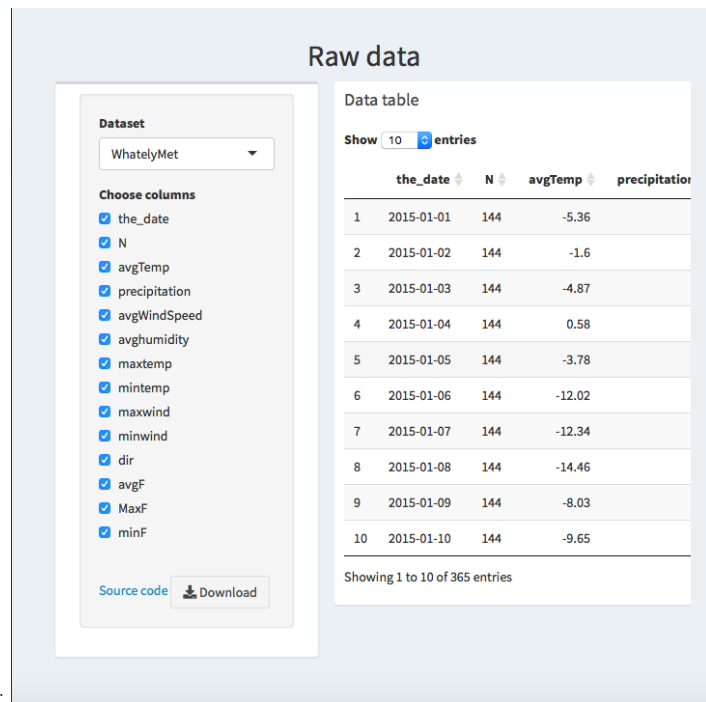 Raw data
Dataset
WhatelyMet
Choose columns
the_date
N
avgTemp
precipitation
avgWindSpeed
avghumidity
maxtemp
mintemp
maxwind
minwind
dir
avgF
MaxF
minF
Source code Download
Data table
Show 10 entries
the_date N avgTemp precipitation
1 2015-01-01 144 -5.36
2 2015-01-02 144 -1.6
3 2015-01-03 144 -4.87
4 2015-01-04 144 0.58
5 2015-01-05 144 -3.78
6 2015-01-06 144 -12.02
7 2015-01-07 144 -12.34
8 2015-01-08 144 -14.46
9 2015-01-09 144 -8.03
10 2015-01-10 144 -9.65
Showing 1 to 10 of 365 entries